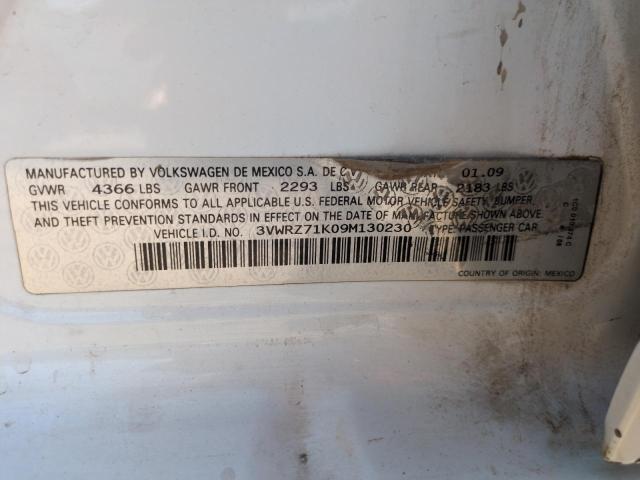 MANUFACTURED BY VOLKSWAGEN DE MEXICO S.A. DE C 01.09
GVWR 4366 LBS GAWR FRONT 2293 LBS GAWR REAR 2183 LBS
THIS VEHICLE CONFORMS TO ALL APPLICABLE U.S. FEDERAL MOTOR VEHICLE SAFETY, BUMPER,
AND THEFT PREVENTION STANDARDS IN EFFECT ON THE DATE OF MANUFACTURE SHOWN ABOVE.
VEHICLE I.D. NO. 3VWRZ71K09M130230 TYPE: PASSENGER CAR
COUNTRY OF ORIGIN: MEXICO